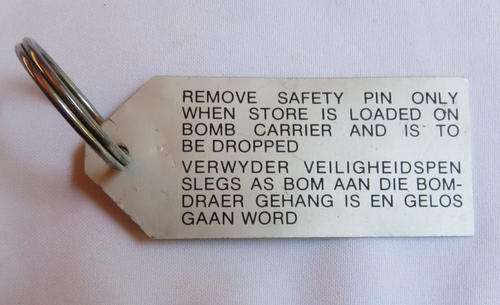 REMOVE SAFETY PIN ONLY
WHEN STORE IS LOADED ON
BOMB CARRIER AND IS TO
BE DROPPED
VERWYDER VEILIGHEIDSPEN
SLEGS AS BOM AAN DIE BOM-
DRAER GEHANG IS EN GELOS
GAAN WORD